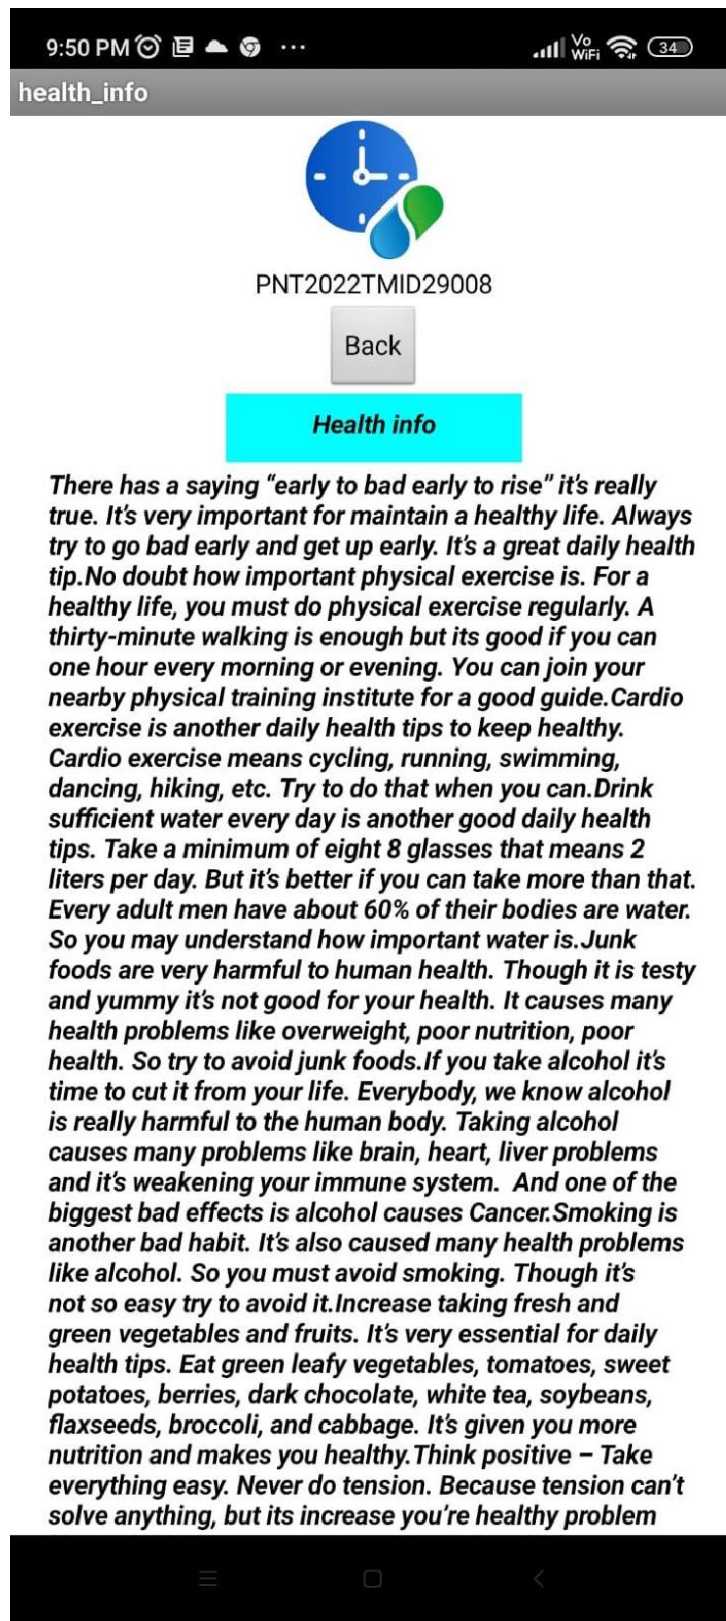 9:50 PM
Vo
WiFi
34
health_info
PNT2022TMID29008
Back
Health info
There has a saying “early to bad early to rise” it’s really
true. It’s very important for maintain a healthy life. Always
try to go bad early and get up early. It’s a great daily health
tip.No doubt how important physical exercise is. For a
healthy life, you must do physical exercise regularly. A
thirty-minute walking is enough but its good if you can
one hour every morning or evening. You can join your
nearby physical training institute for a good guide.Cardio
exercise is another daily health tips to keep healthy.
Cardio exercise means cycling, running, swimming,
dancing, hiking, etc. Try to do that when you can.Drink
sufficient water every day is another good daily health
tips. Take a minimum of eight 8 glasses that means 2
liters per day. But it’s better if you can take more than that.
Every adult men have about 60% of their bodies are water.
So you may understand how important water is.Junk
foods are very harmful to human health. Though it is testy
and yummy it’s not good for your health. It causes many
health problems like overweight, poor nutrition, poor
health. So try to avoid junk foods.If you take alcohol it’s
time to cut it from your life. Everybody, we know alcohol
is really harmful to the human body. Taking alcohol
causes many problems like brain, heart, liver problems
and it’s weakening your immune system.  And one of the
biggest bad effects is alcohol causes Cancer.Smoking is
another bad habit. It’s also caused many health problems
like alcohol. So you must avoid smoking. Though it’s
not so easy try to avoid it.Increase taking fresh and
green vegetables and fruits. It’s very essential for daily
health tips. Eat green leafy vegetables, tomatoes, sweet
potatoes, berries, dark chocolate, white tea, soybeans,
flaxseeds, broccoli, and cabbage. It’s given you more
nutrition and makes you healthy.Think positive – Take
everything easy. Never do tension. Because tension can’t
solve anything, but its increase you’re healthy problem